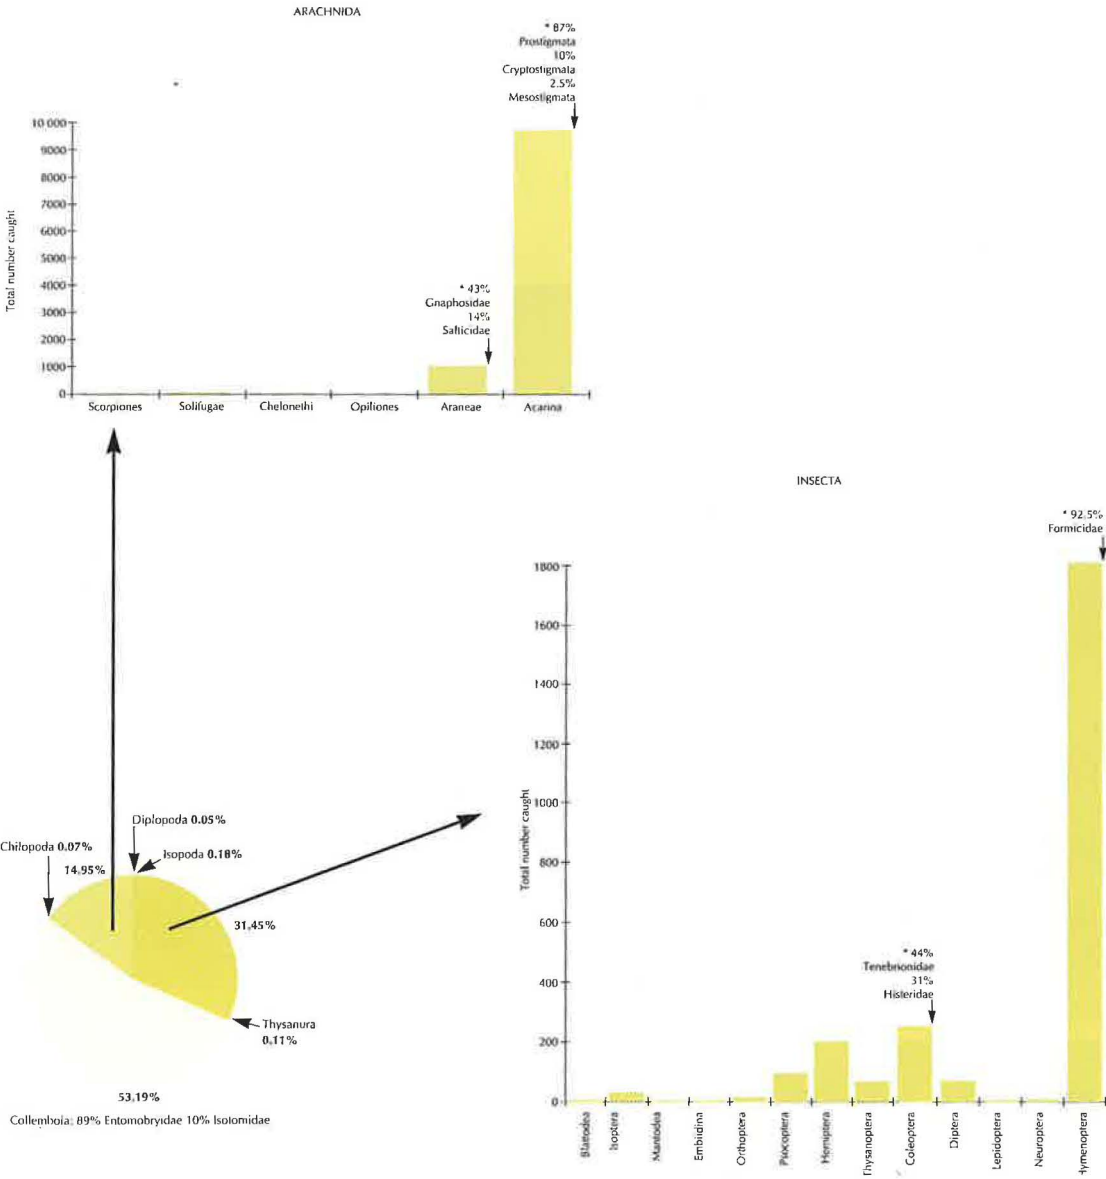 ARACHNIDA
* 87%
Prostigmata
10%
Cryptostigmata
2.5%
Mesostigmata
10 000
9000
8000
7000
6000
5000
4000
3000
2000
1000
0
Total number caught
* 43%
Gnaphosidae
14%
Salticidae
Scorpiones Solifugae Chelonethi Opiliones Araneae Acarina
INSECTA
* 92.5%
Formicidae
1800
1600
1400
1200
1000
800
600
400
200
0
Total number caught
* 44%
Tenebrionidae
31%
Histeridae
Blattodea
Isoptera
Mantodea
Embiidina
Orthoptera
Psocoptera
Hemiptera
Thysanoptera
Coleoptera
Diptera
Lepidoptera
Neuroptera
Hymenoptera
Diplopoda 0.05%
Chilopoda 0.07%
Isopoda 0.18%
14.95%
31.45%
Thysanura
0.11%
53.19%
Collembola: 89% Entomobryidae 10% Isotomidae